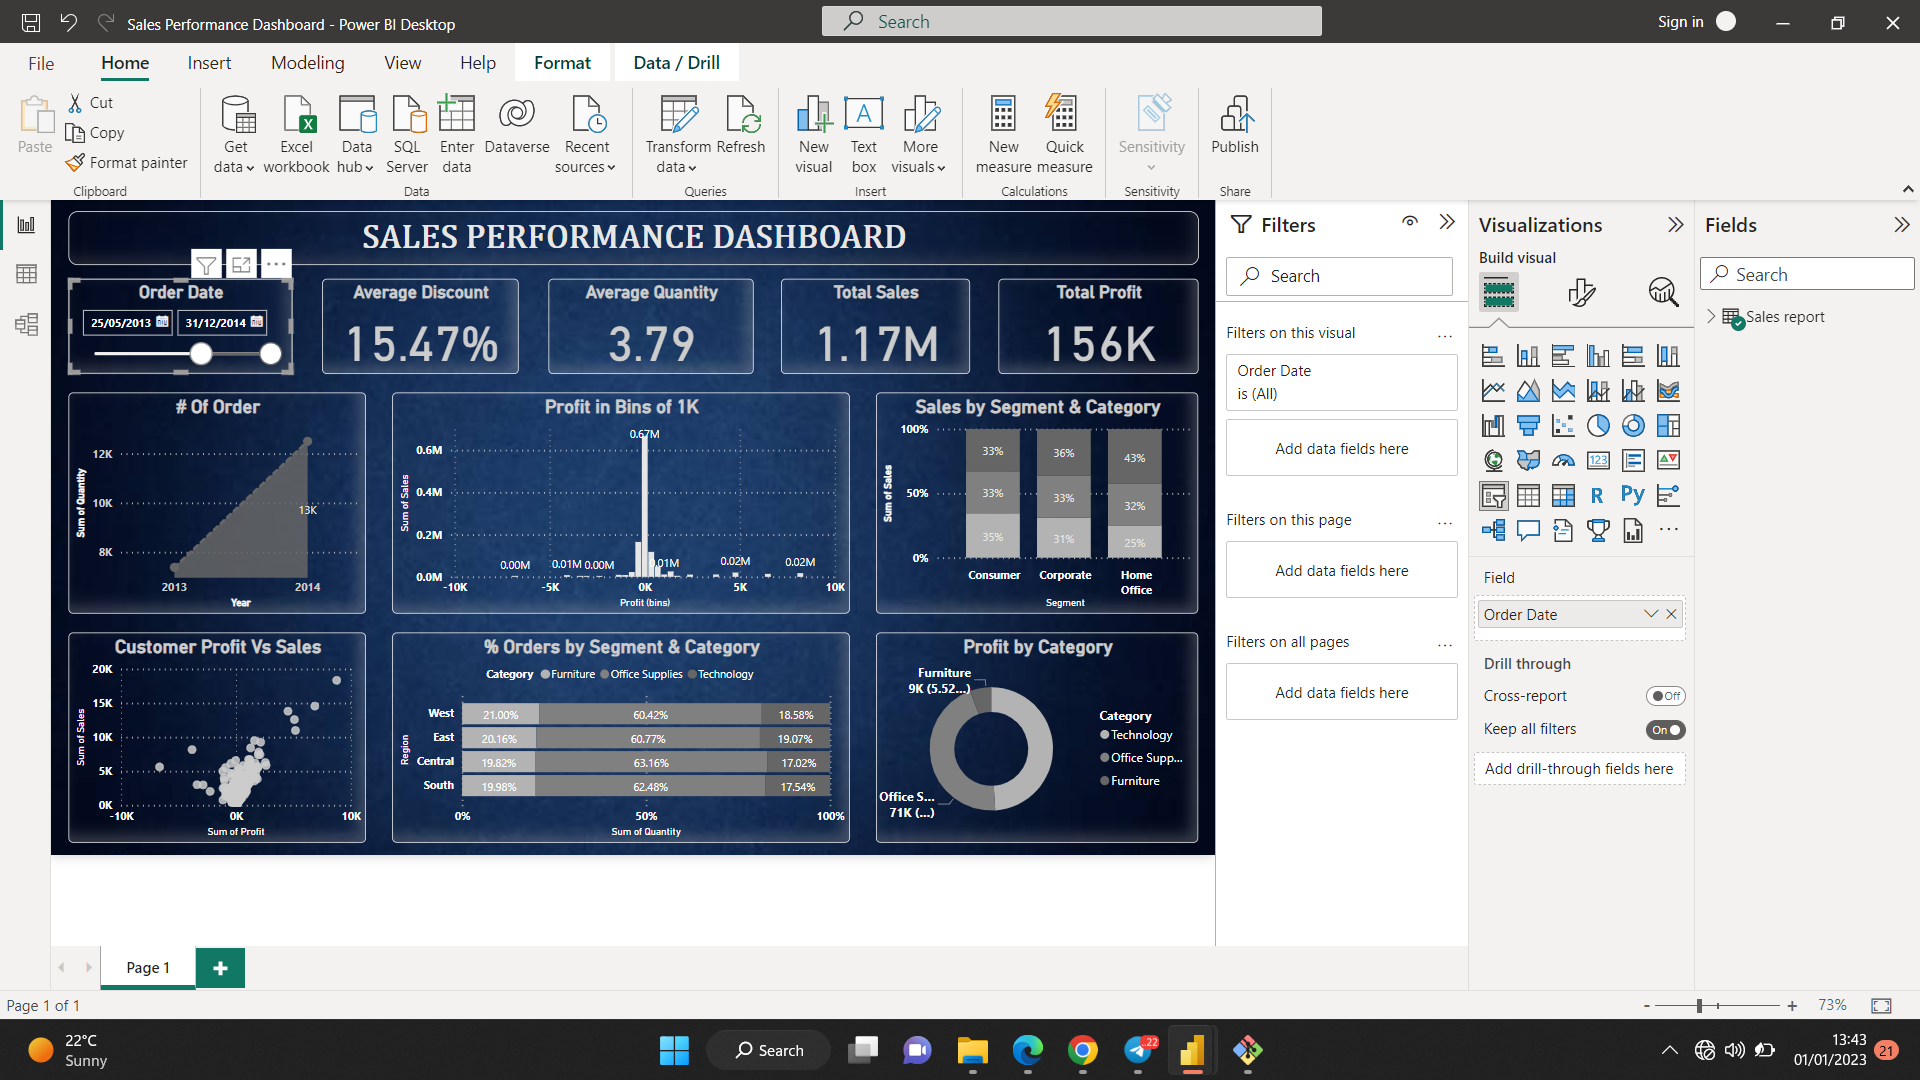 Sales Performance Dashboard - Power BI Desktop
Search
Sign in
File
Home
Insert
Modeling
View
Help
Format
Data / Drill
Paste
Cut
Copy
Format painter
Clipboard
Get data
Excel workbook
Data hub
SQL Server
Enter data
Dataverse
Recent sources
Data
Transform data
Refresh
Queries
New visual
Text box
More visuals
Insert
New measure
Quick measure
Calculations
Sensitivity
Sensitivity
Publish
Share
SALES PERFORMANCE DASHBOARD
Order Date
25/05/2013
31/12/2014
Average Discount
15.47%
Average Quantity
3.79
Total Sales
1.17M
Total Profit
156K
# Of Order
Sum of Quantity
12K
10K
8K
13K
2013
2014
Year
Profit in Bins of 1K
Sum of Sales
0.6M
0.4M
0.2M
0.0M
0.67M
0.00M
0.01M
0.00M
0.01M
0.02M
0.02M
-10K
-5K
0K
5K
10K
Profit (bins)
Sales by Segment & Category
Sum of Sales
100%
50%
0%
33%
36%
43%
33%
33%
32%
35%
31%
25%
Consumer
Corporate
Home Office
Segment
Customer Profit Vs Sales
Sum of Sales
20K
15K
10K
5K
0K
-10K
0K
10K
Sum of Profit
% Orders by Segment & Category
Category
Furniture
Office Supplies
Technology
Region
West
21.00%
60.42%
18.58%
East
20.16%
60.77%
19.07%
Central
19.82%
63.16%
17.02%
South
19.98%
62.48%
17.54%
0%
50%
100%
Sum of Quantity
Profit by Category
Furniture
9K (5.52...)
Office S...
71K (...)
Category
Technology
Office Supp...
Furniture
Filters
Search
Filters on this visual
...
Order Date
is (All)
Add data fields here
Filters on this page
...
Add data fields here
Filters on all pages
...
Add data fields here
Visualizations
Build visual
123
R
Py
...
Field
Order Date
Drill through
Cross-report
Off
Keep all filters
On
Add drill-through fields here
Fields
Search
Sales report
Page 1
Page 1 of 1
- + 73%
22°C
Sunny
Search
22
13:43
01/01/2023
21